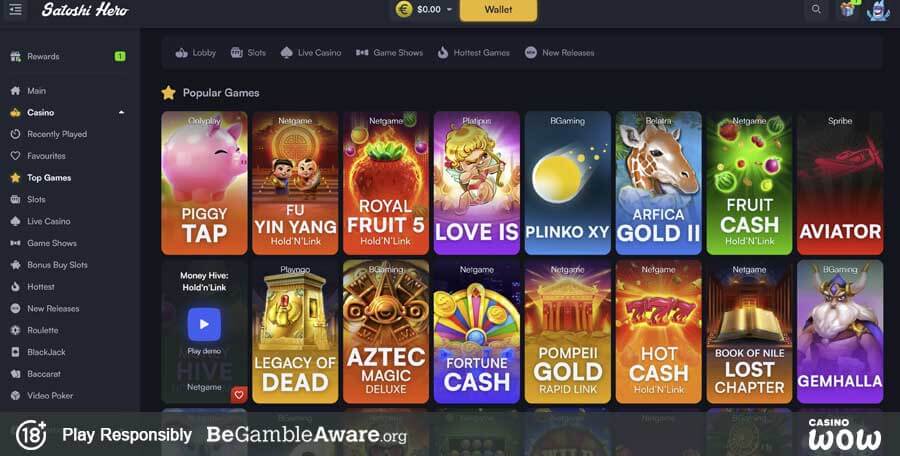 Satoshi Hero
$0.00
Wallet
Rewards
1
Main
Casino
Recently Played
Favourites
Top Games
Slots
Live Casino
Game Shows
Bonus Buy Slots
Hottest
New Releases
Roulette
BlackJack
Baccarat
Video Poker
Lobby
Slots
Live Casino
Game Shows
Hottest Games
New Releases
Popular Games
Onlyplay
PIGGY
TAP
Netgame
FU
YIN YANG
Hold'N'Link
Netgame
ROYAL
FRUIT 5
Hold'N'Link
Platipus
LOVE IS
BGaming
PLINKO XY
Belatra
ARFICA
GOLD II
Netgame
FRUIT
CASH
Hold'N'Link
Spribe
AVIATOR
Money Hive:
Hold'n'Link
Play demo
HIVE
Netgame
Playngo
LEGACY OF
DEAD
BGaming
AZTEC
MAGIC
DELUXE
Netgame
FORTUNE
CASH
Netgame
POMPEII
GOLD
RAPID LINK
Netgame
777
HOT
CASH
Hold'N'Link
Netgame
BOOK OF NILE
LOST
CHAPTER
BGaming
GEMHALLA
BGaming
Netgame
18+
Play Responsibly
BeGambleAware.org
CASINO
WOW